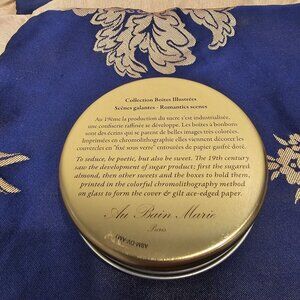 Collection Boîtes Illustrées
Scènes galantes - Romantics scenes
Au 19ème la production du sucre s'est industrialisée,
une confiserie raffinée se développe. Les boîtes à bonbons
sont des écrins qui se parent de belles images très colorées.
Imprimées en chromolithographie elles viennent décorer les
couvercles en "fixé sous verre" entourées de papier gaufré doré.
To seduce, be poetic, but also be sweet. The 19th century
saw the development of sugar product: first the sugared
almond, then other sweets and the boxes to hold them,
printed in the colorful chromolithography method
on glass to form the cover & gilt ace-edged paper.
Au Bain Marie
Paris